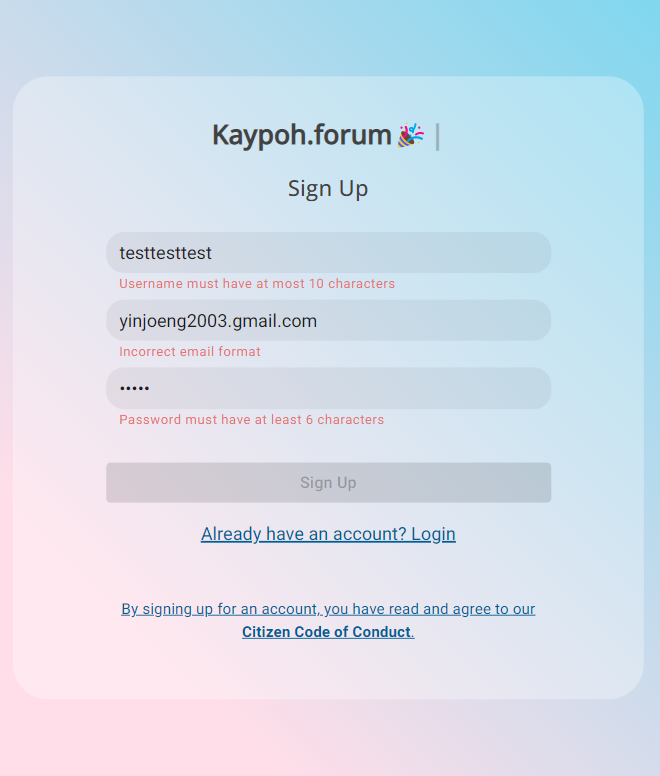 Kaypoh.forum 🎉 |
Sign Up
testtesttest
Username must have at most 10 characters
yinjoeng2003.gmail.com
Incorrect email format
•••••
Password must have at least 6 characters
Sign Up
Already have an account? Login
By signing up for an account, you have read and agree to our
Citizen Code of Conduct.